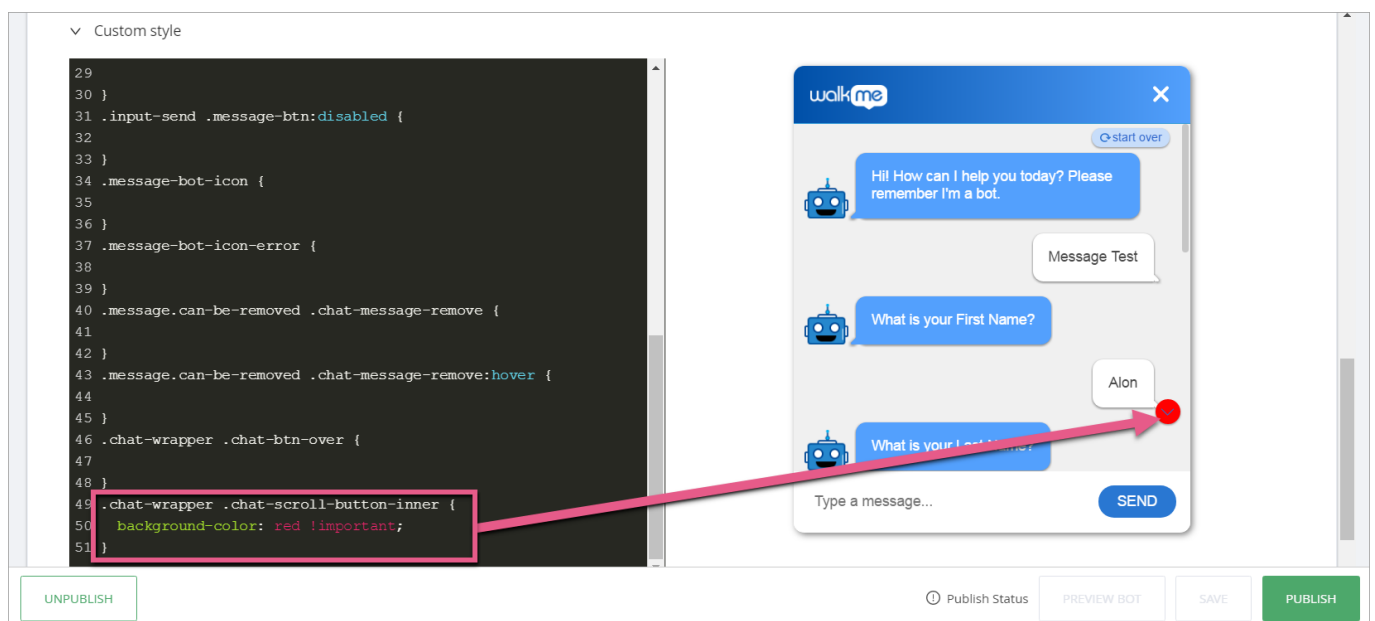 Custom style
29
30 }
31 .input-send .message-btn:disabled {
32
33 }
34 .message-bot-icon {
35
36 }
37 .message-bot-icon-error {
38
39 }
40 .message.can-be-removed .chat-message-remove {
41
42 }
43 .message.can-be-removed .chat-message-remove:hover {
44
45 }
46 .chat-wrapper .chat-btn-over {
47
48 }
49 .chat-wrapper .chat-scroll-button-inner {
50 background-color: red !important;
51 }
walkme
start over
Hi! How can I help you today? Please
remember I'm a bot.
Message Test
What is your First Name?
Alon
What is your Last Name?
Type a message...
SEND
UNPUBLISH
Publish Status
PREVIEW BOT
SAVE
PUBLISH